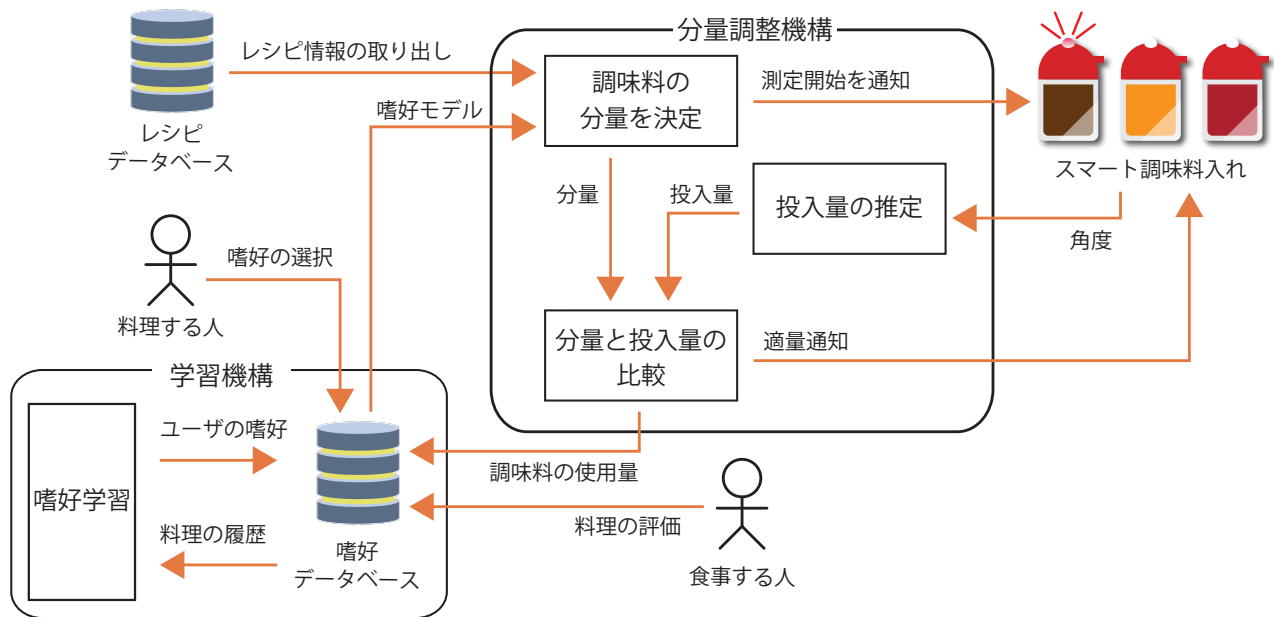 分量調整機構
レシピ情報の取り出し
調味料の
分量を決定
測定開始を通知
嗜好モデル
レシピ
データベース
スマート調味料入れ
分量
投入量
投入量の推定
角度
嗜好の選択
料理する人
分量と投入量の
比較
適量通知
学習機構
ユーザの嗜好
調味料の使用量
嗜好学習
料理の履歴
料理の評価
嗜好
データベース
食事する人